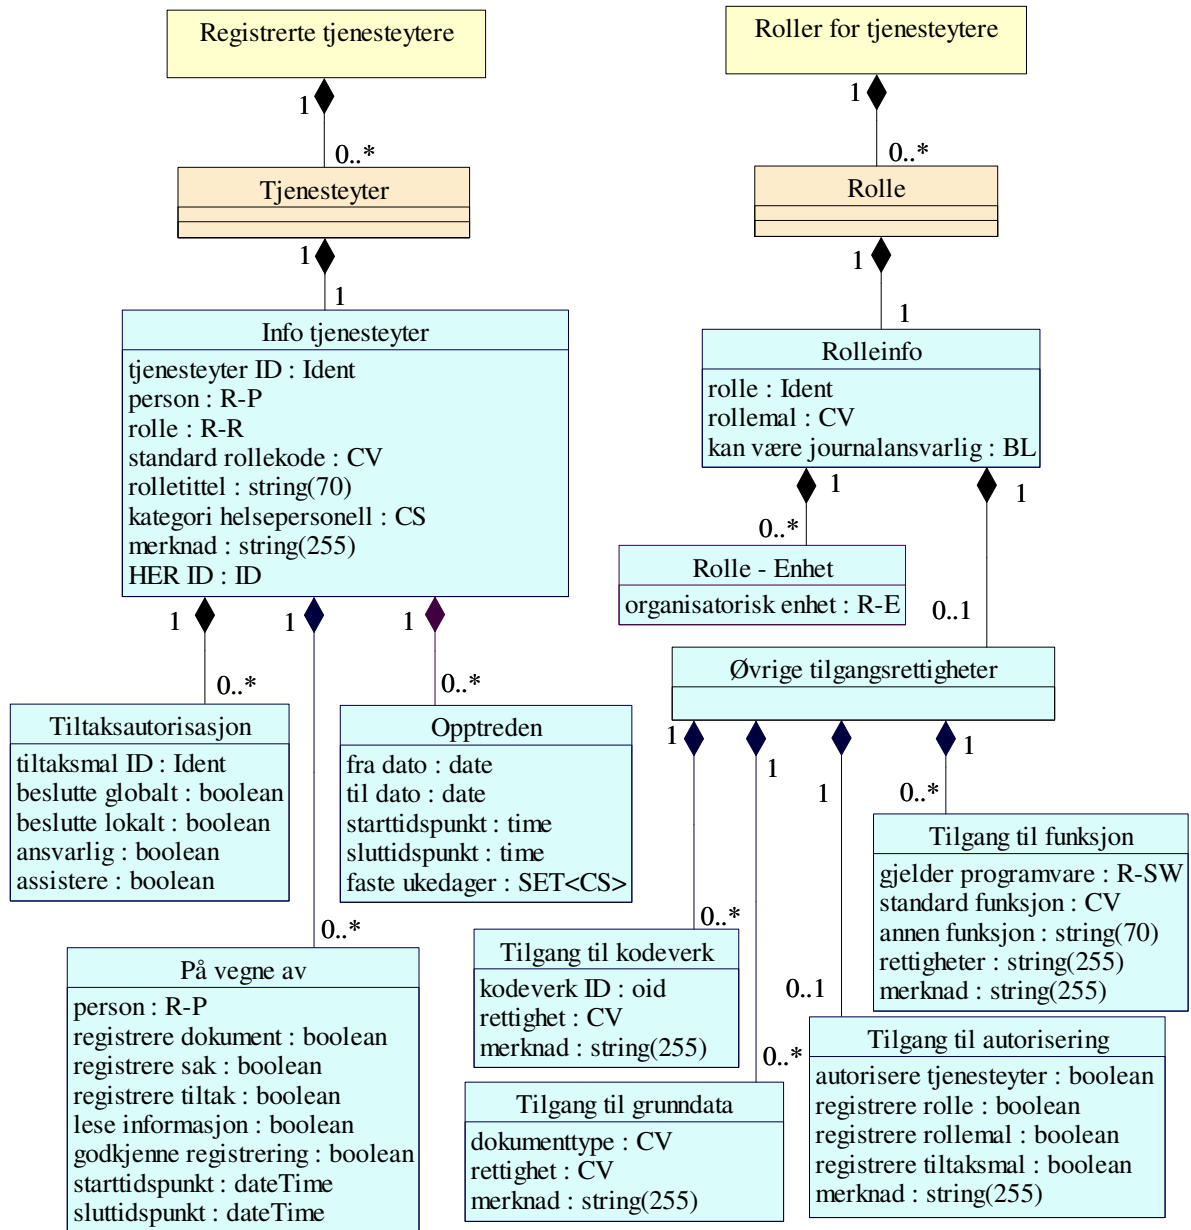 Registrerte tjenesteytere
1
0..*
Tjenesteyter
1
1
Info tjenesteyter
tjenesteyter ID : Ident
person : R-P
rolle : R-R
standard rollekode : CV
rolletittel : string(70)
kategori helsepersonell : CS
merknad : string(255)
HER ID : ID
1
1
1
0..*
0..*
Tiltaksautorisasjon
tiltaksmal ID : Ident
beslutte globalt : boolean
beslutte lokalt : boolean
ansvarlig : boolean
assistere : boolean
Opptreden
fra dato : date
til dato : date
starttidspunkt : time
sluttidspunkt : time
faste ukedager : SET<CS>
0..*
På vegne av
person : R-P
registrere dokument : boolean
registrere sak : boolean
registrere tiltak : boolean
lese informasjon : boolean
godkjenne registrering : boolean
starttidspunkt : dateTime
sluttidspunkt : dateTime
Roller for tjenesteytere
1
0..*
Rolle
1
1
Rolleinfo
rolle : Ident
rollemal : CV
kan være journalansvarlig : BL
1
1
0..*
Rolle - Enhet
organisatorisk enhet : R-E
0..1
Øvrige tilgangsrettigheter
1
1
1
1
0..*
Tilgang til funksjon
gjelder programvare : R-SW
standard funksjon : CV
annen funksjon : string(70)
rettigheter : string(255)
merknad : string(255)
0..*
Tilgang til kodeverk
kodeverk ID : oid
rettighet : CV
merknad : string(255)
0..1
0..*
Tilgang til autorisering
autorisere tjenesteyter : boolean
registrere rolle : boolean
registrere rollemal : boolean
registrere tiltaksmal : boolean
merknad : string(255)
Tilgang til grunndata
dokumenttype : CV
rettighet : CV
merknad : string(255)